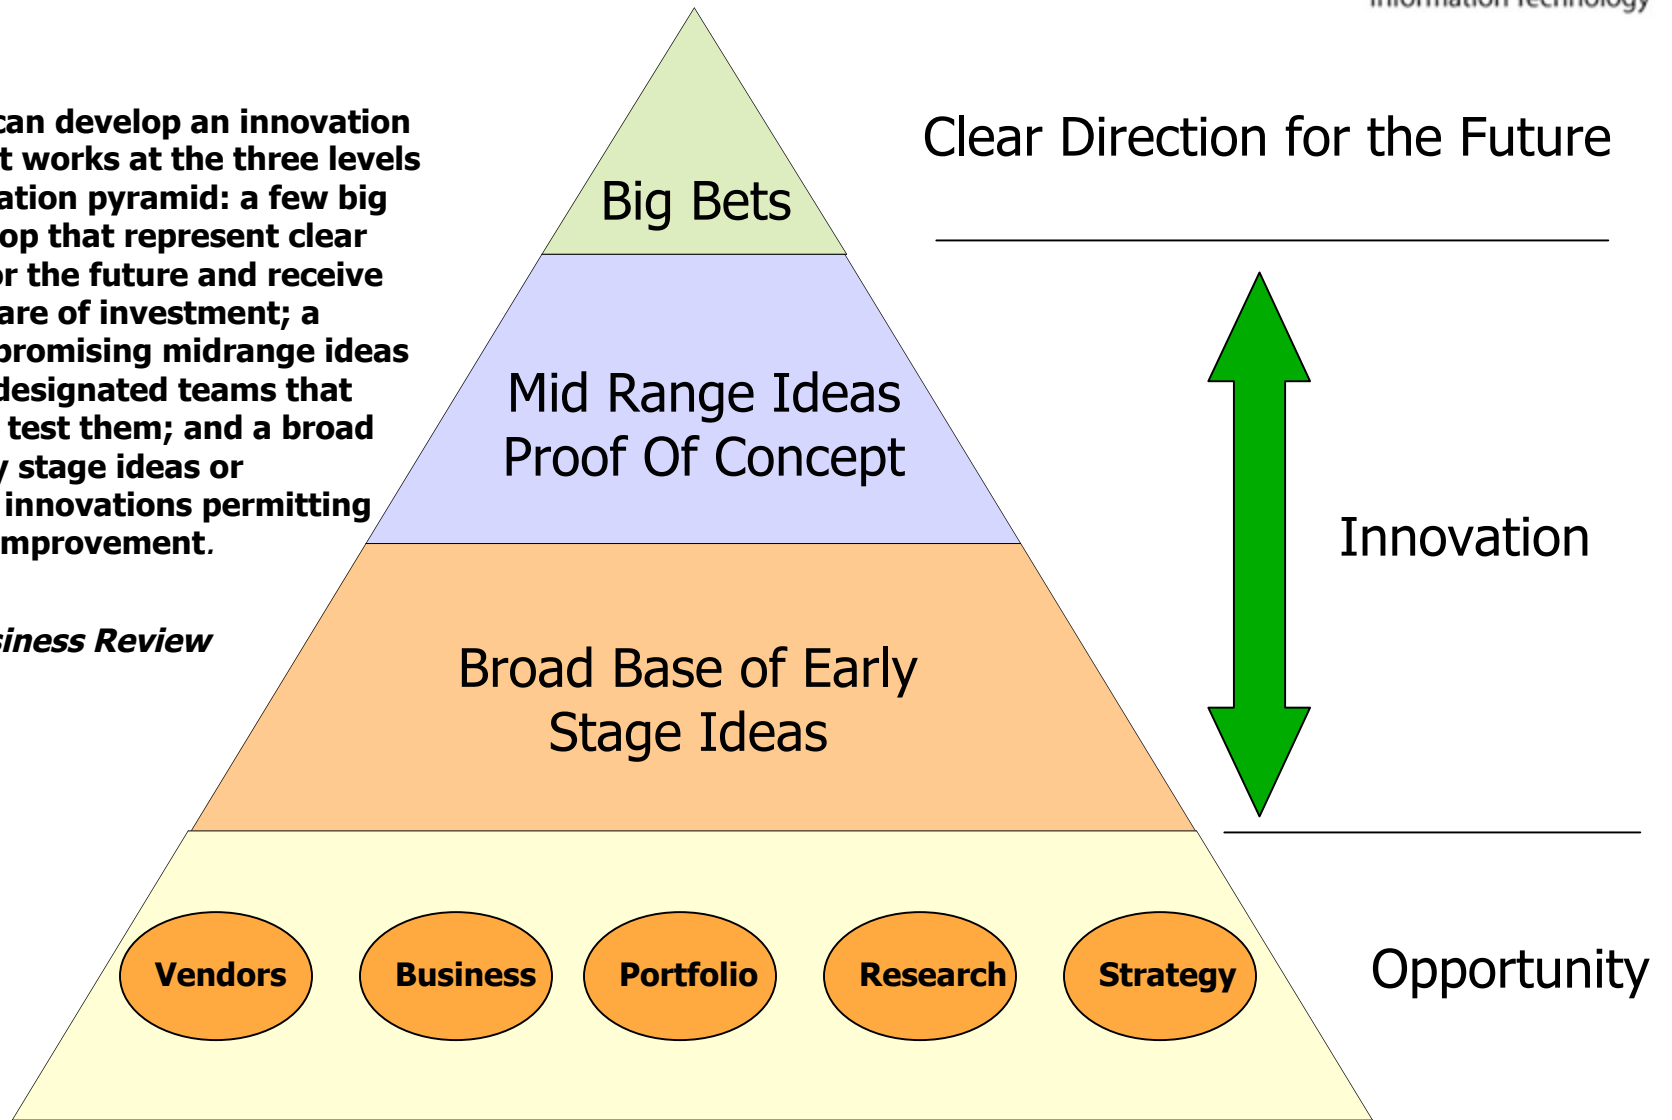 Information Technology
can develop an innovation
t works at the three levels
ation pyramid: a few big
op that represent clear
or the future and receive
are of investment; a
promising midrange ideas
designated teams that
test them; and a broad
y stage ideas or
innovations permitting
improvement.
siness Review
Clear Direction for the Future
Big Bets
Mid Range Ideas
Proof Of Concept
Innovation
Broad Base of Early
Stage Ideas
Vendors Business Portfolio Research Strategy
Opportunity